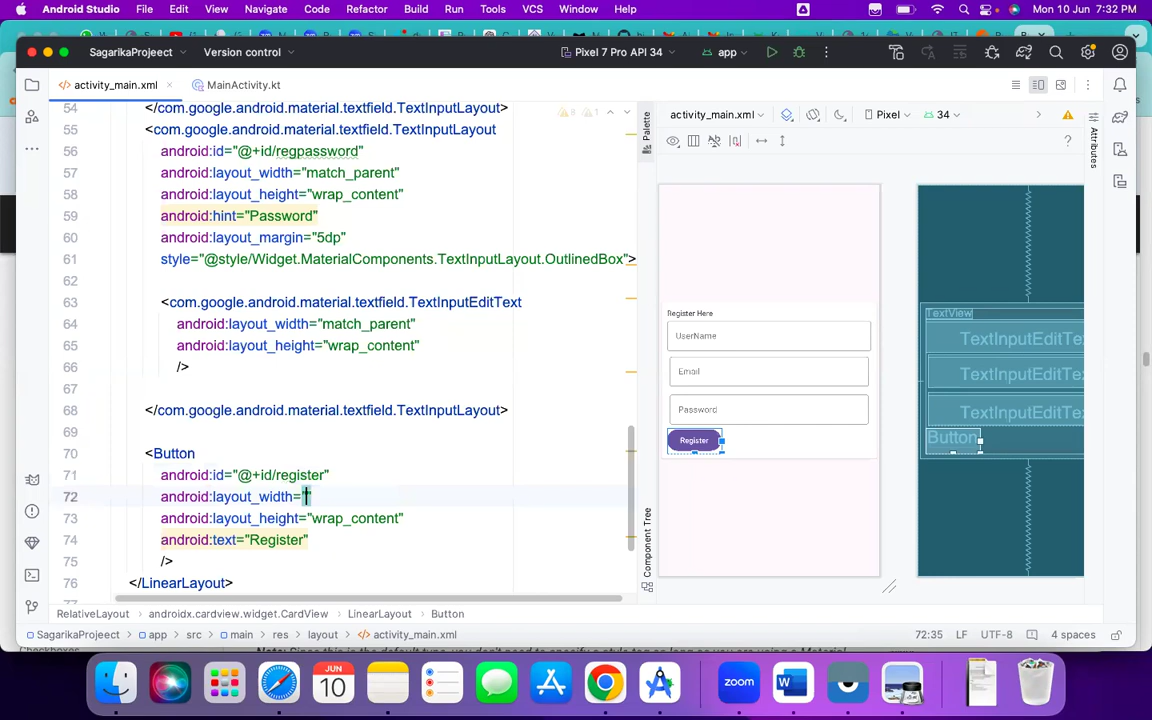 Android Studio File Edit View Navigate Code Refactor Build Run Tools VCS Window Help Mon 10 Jun 7:32 PM
SagarikaProjeect Version control Pixel 7 Pro API 34 app
activity_main.xml MainActivity.kt
activity_main.xml Pixel 34
54 </com.google.android.material.textfield.TextInputLayout>
55 <com.google.android.material.textfield.TextInputLayout
56 android:id="@+id/regpassword"
57 android:layout_width="match_parent"
58 android:layout_height="wrap_content"
59 android:hint="Password"
60 android:layout_margin="5dp"
61 style="@style/Widget.MaterialComponents.TextInputLayout.OutlinedBox">
62
63 <com.google.android.material.textfield.TextInputEditText
64 android:layout_width="match_parent"
65 android:layout_height="wrap_content"
66 />
67
68 </com.google.android.material.textfield.TextInputLayout>
69
70 <Button
71 android:id="@+id/register"
72 android:layout_width=""
73 android:layout_height="wrap_content"
74 android:text="Register"
75 />
76 </LinearLayout>
Palette
Attributes
Component Tree
Register Here
UserName
Email
Password
Register
TextView
TextInputEditTe
TextInputEditTe
TextInputEditTe
Button
RelativeLayout androidx.cardview.widget.CardView LinearLayout Button
SagarikaProjeect app src main res layout activity_main.xml 72:35 LF UTF-8 4 spaces
JUN
10
zoom